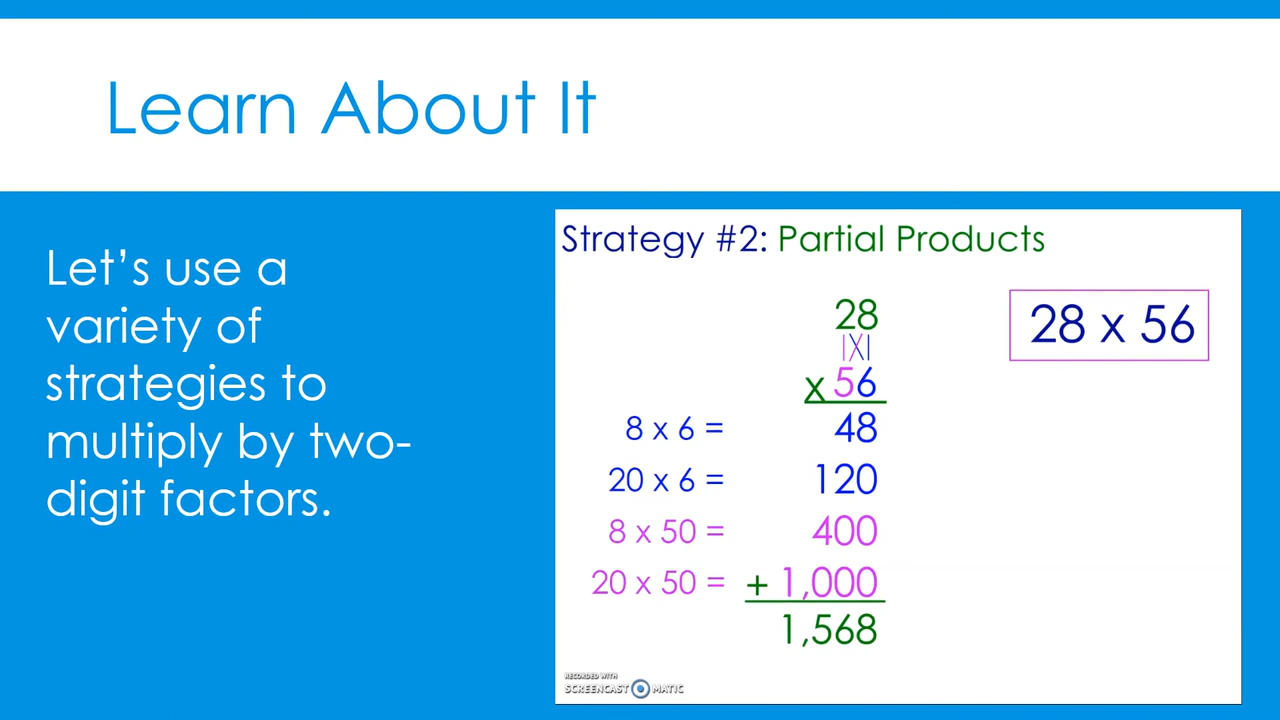 Learn About It
Let's use a
variety of
strategies to
multiply by two-
digit factors.
Strategy #2: Partial Products
28 x 56
28
x 56
8 x 6 = 48
20 x 6 = 120
8 x 50 = 400
20 x 50 = + 1,000
1,568
RECORDED WITH
SCREENCAST MATIC